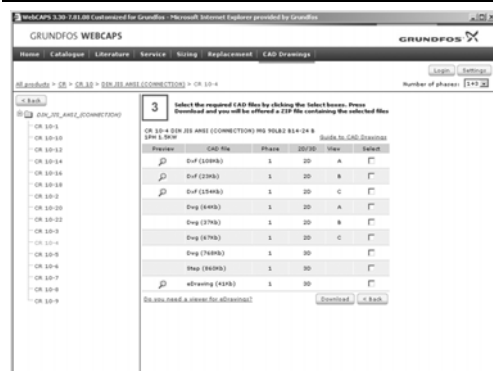 WebCAPS 3.30-7.01.08 Customized for Grundfos - Microsoft Internet Explorer provided by Grundfos
GRUNDFOS WEBCAPS
GRUNDFOS
Home Catalogue Literature Service Sizing Replacement CAD Drawings
Login Settings
All products > CR > CR 10 > DIN JIS ANSI (CONNECTION) > CR 10-4
Number of phases:
< Back
3
Select the required CAD files by clicking the Select boxes. Press
Download and you will be offered a ZIP file containing the selected files
DIN_JIS_ANSI_(CONNECTION)
CR 10-1
CR 10-10
CR 10-12
CR 10-14
CR 10-16
CR 10-18
CR 10-2
CR 10-20
CR 10-22
CR 10-3
CR 10-4
CR 10-5
CR 10-6
CR 10-7
CR 10-8
CR 10-9
CR 10-4 DIN JIS ANSI (CONNECTION) MG 90LB2 B14-24 B
SPM 1.5KW
Guide to CAD Drawings
Preview CAD file Phase 2D/3D View Select
Dxf (108Kb) 1 2D A
Dxf (23Kb) 1 2D B
Dxf (154Kb) 1 2D C
Dwg (64Kb) 1 2D A
Dwg (37Kb) 1 2D B
Dwg (67Kb) 1 2D C
Dwg (768Kb) 1 3D
Step (860Kb) 1 3D
eDrawing (41Kb) 1 3D
Do you need a viewer for eDrawings?
Download < Back